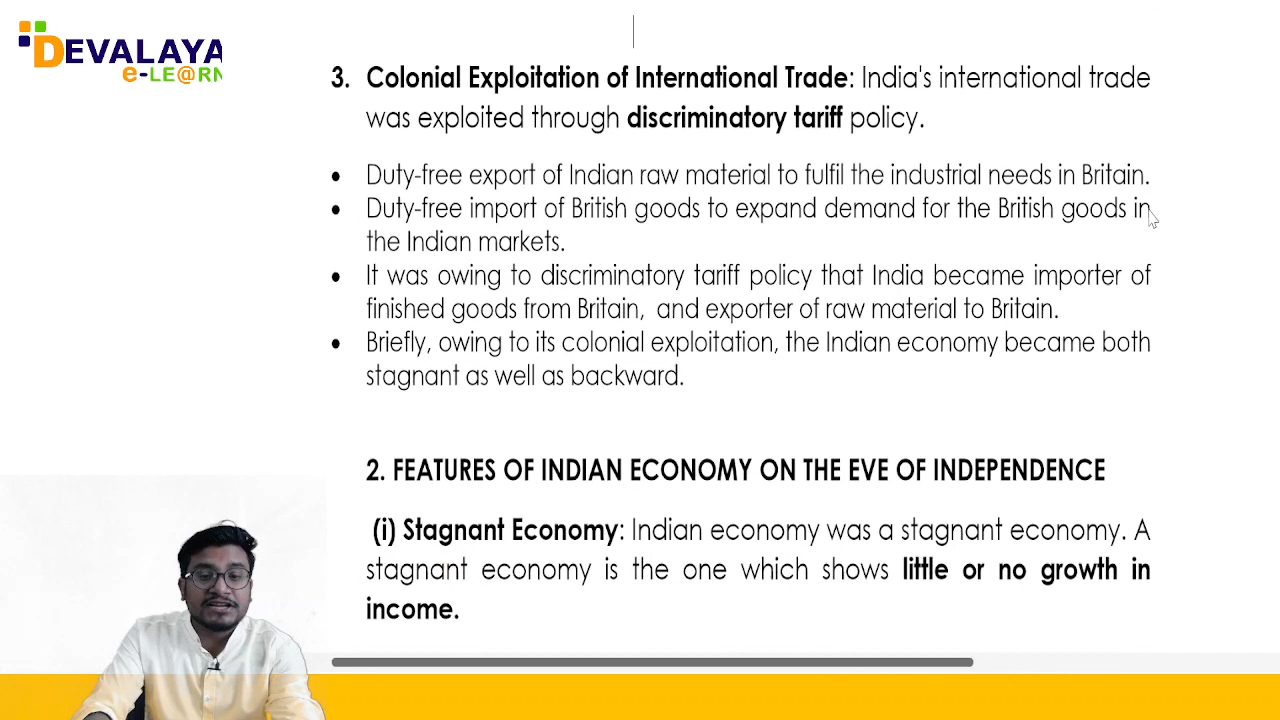 DEVALAYA
e-LE@RN
3. Colonial Exploitation of International Trade: India's international trade
was exploited through discriminatory tariff policy.
• Duty-free export of Indian raw material to fulfil the industrial needs in Britain.
• Duty-free import of British goods to expand demand for the British goods in
the Indian markets.
• It was owing to discriminatory tariff policy that India became importer of
finished goods from Britain, and exporter of raw material to Britain.
• Briefly, owing to its colonial exploitation, the Indian economy became both
stagnant as well as backward.
2. FEATURES OF INDIAN ECONOMY ON THE EVE OF INDEPENDENCE
(i) Stagnant Economy: Indian economy was a stagnant economy. A
stagnant economy is the one which shows little or no growth in
income.